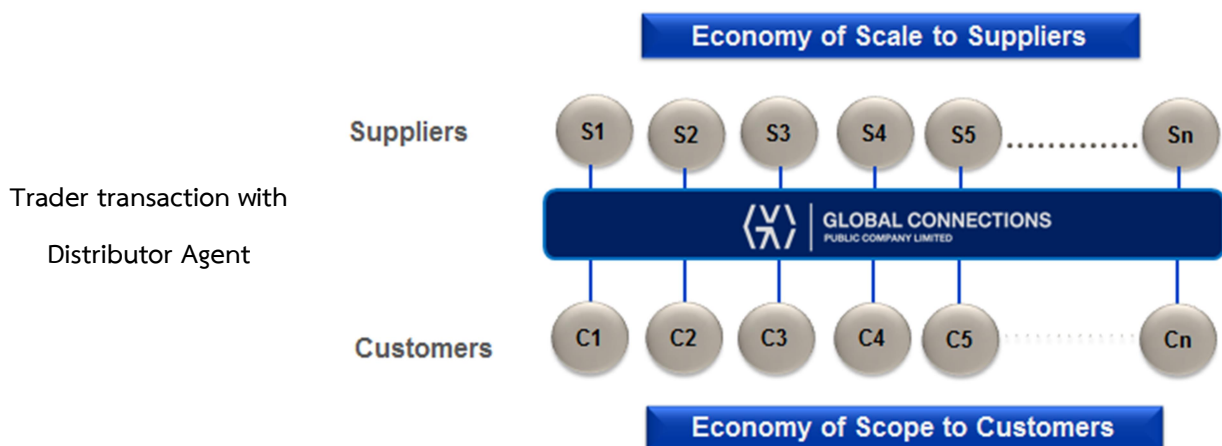 Economy of Scale to Suppliers
Suppliers
S1 S2 S3 S4 S5 Sn
Trader transaction with
Distributor Agent
GLOBAL CONNECTIONS
PUBLIC COMPANY LIMITED
Customers
C1 C2 C3 C4 C5 Cn
Economy of Scope to Customers